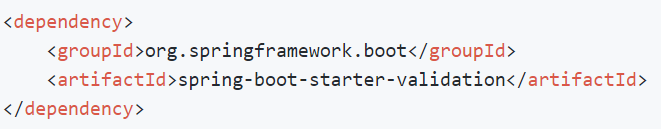 <dependency>
    <groupId>org.springframework.boot</groupId>
    <artifactId>spring-boot-starter-validation</artifactId>
</dependency>